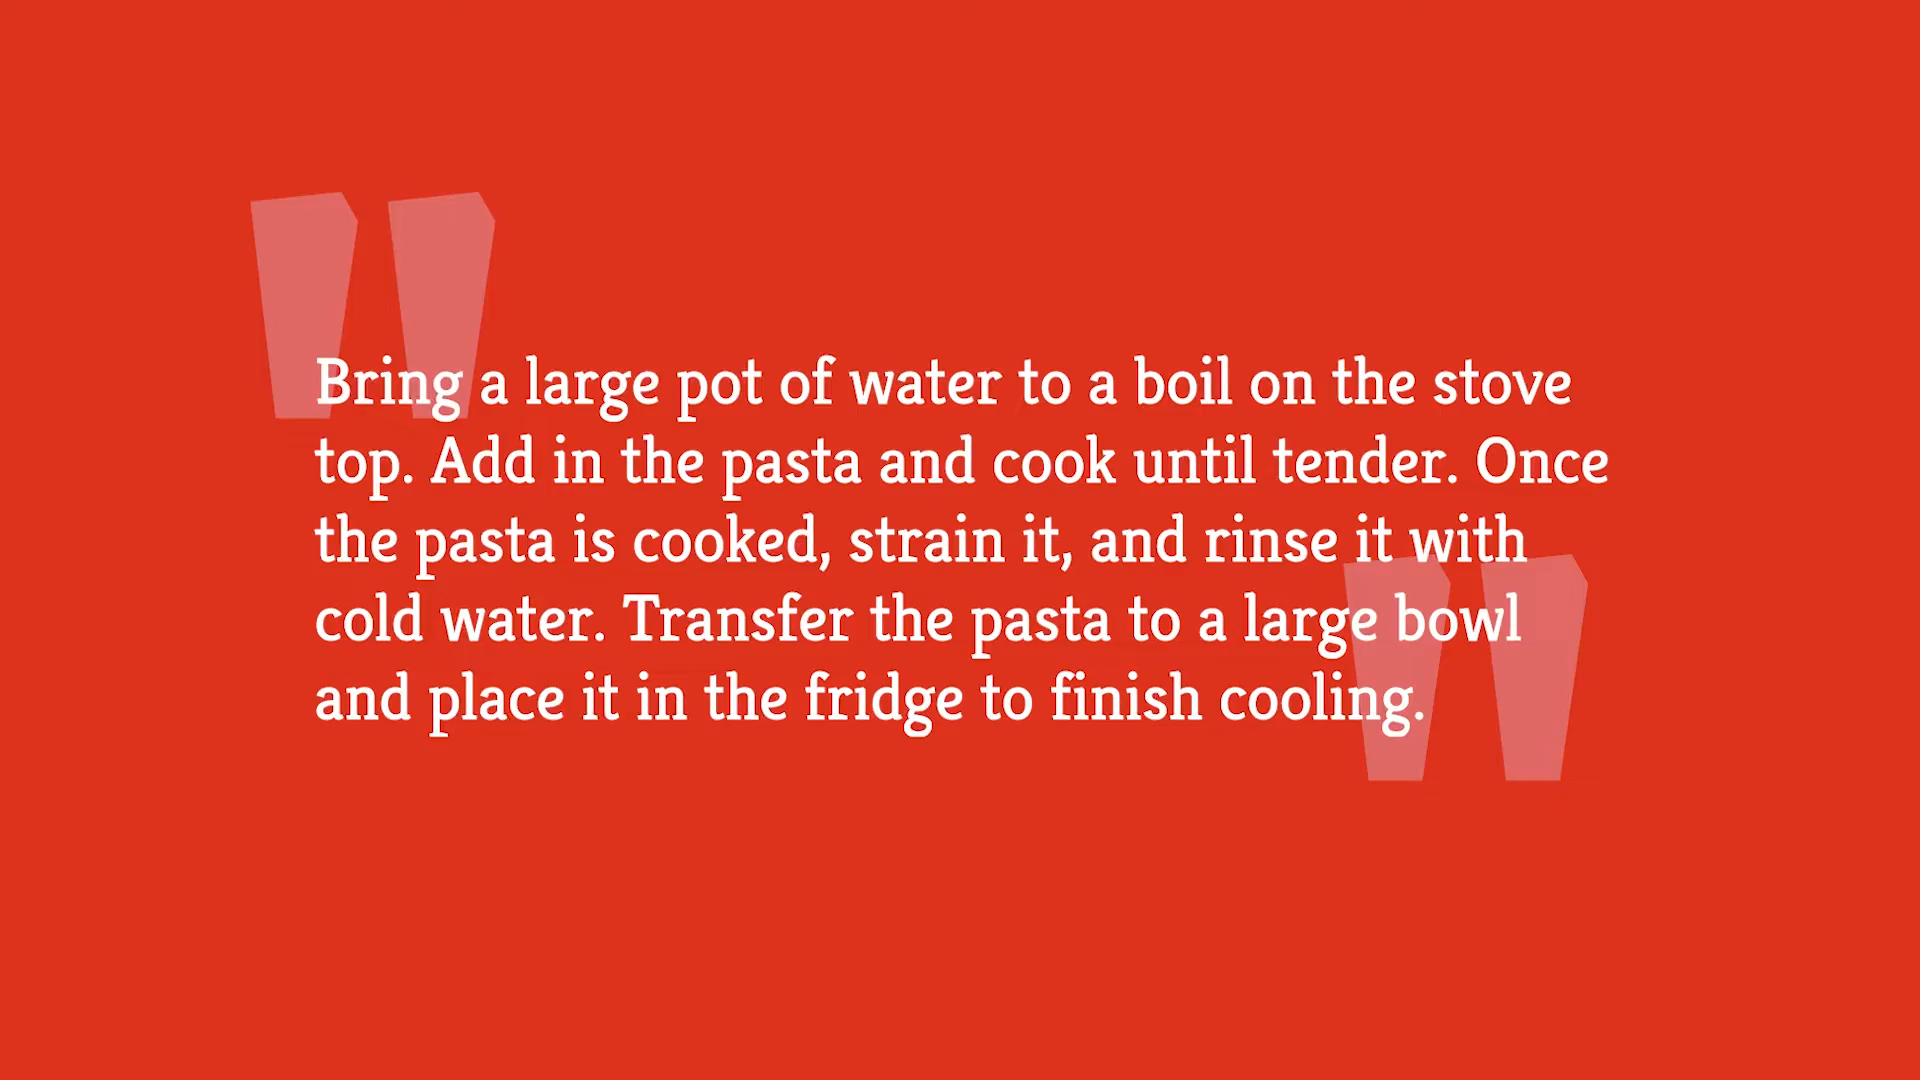 Bring a large pot of water to a boil on the stove
top. Add in the pasta and cook until tender. Once
the pasta is cooked, strain it, and rinse it with
cold water. Transfer the pasta to a large bowl
and place it in the fridge to finish cooling.